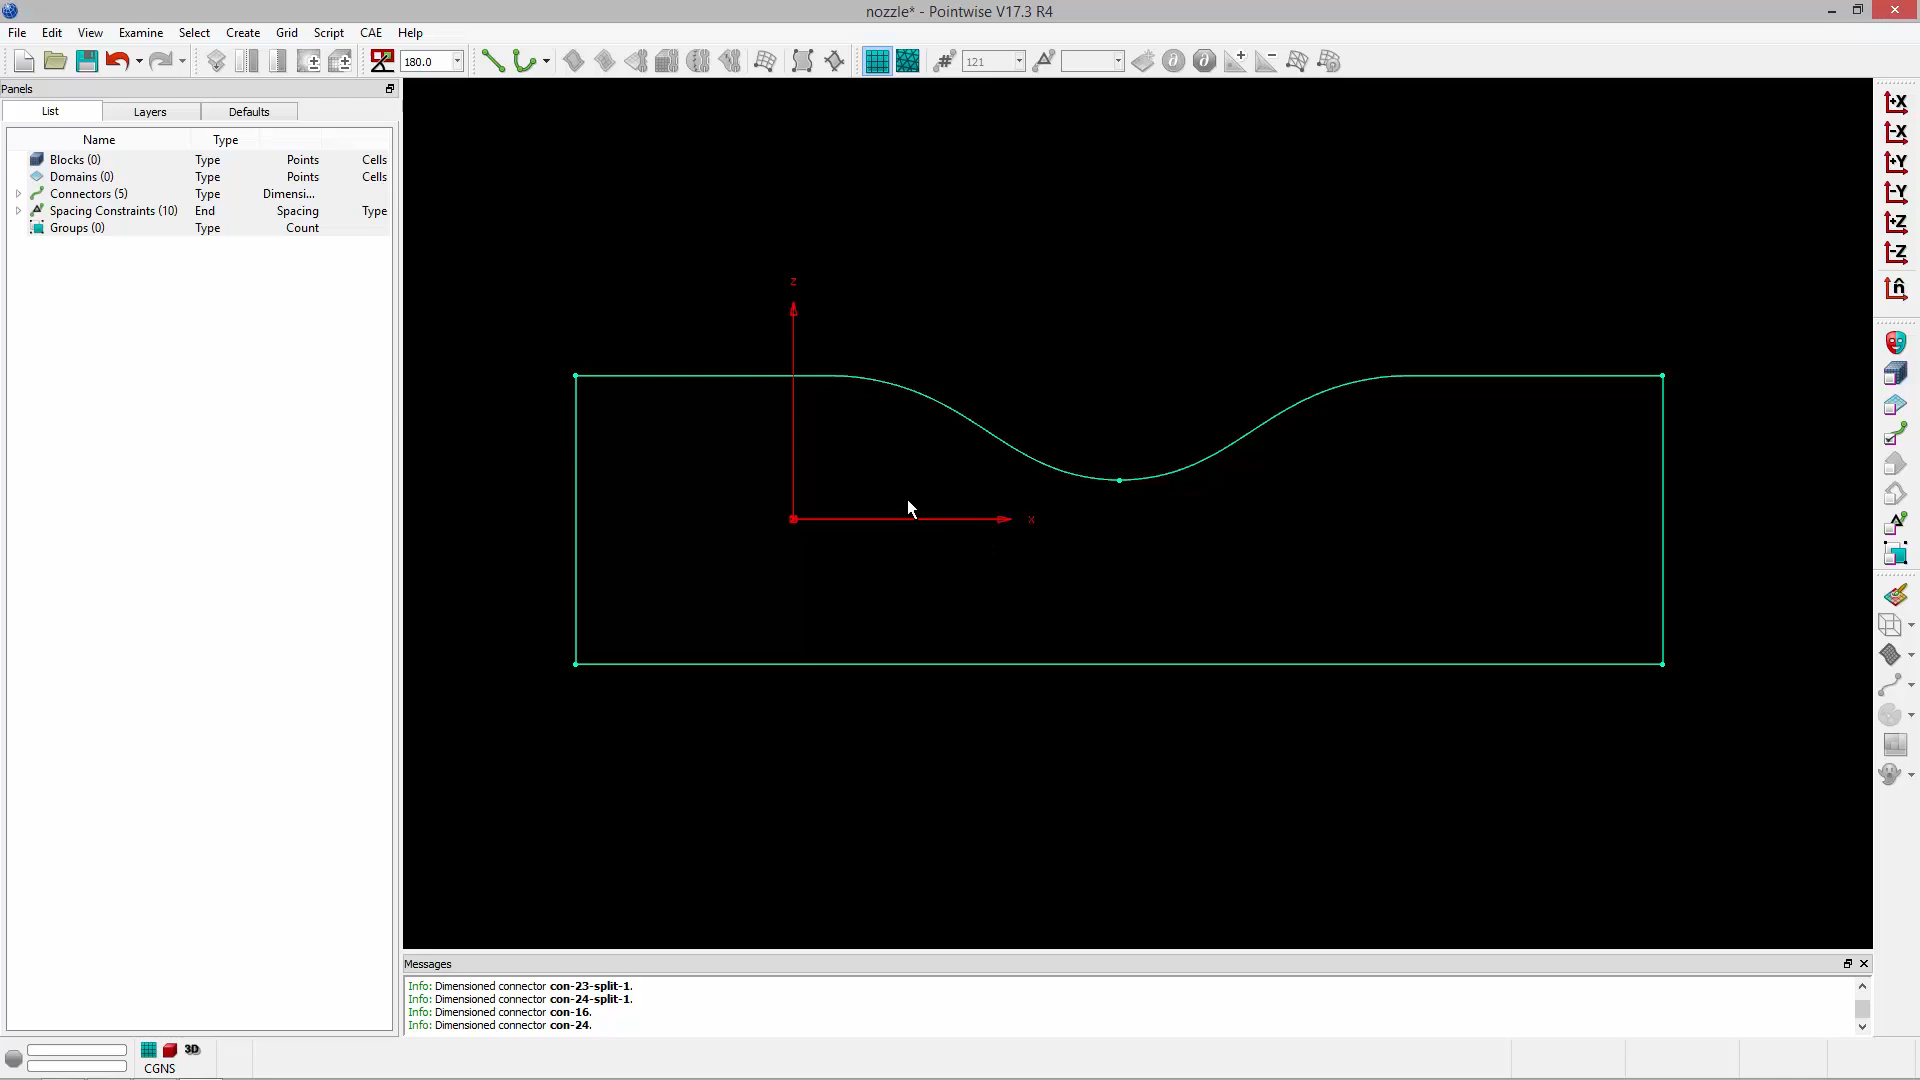 nozzle* - Pointwise V17.3 R4
File Edit View Examine Select Create Grid Script CAE Help
180.0
121
Panels
List Layers Defaults
Name Type
Blocks (0) Type Points Cells
Domains (0) Type Points Cells
Connectors (5) Type Dimensi...
Spacing Constraints (10) End Spacing Type
Groups (0) Type Count
z
x
+X
-X
+Y
-Y
+Z
-Z
n̂
Messages
Info: Dimensioned connector con-23-split-1.
Info: Dimensioned connector con-24-split-1.
Info: Dimensioned connector con-16.
Info: Dimensioned connector con-24.
3D
CGNS